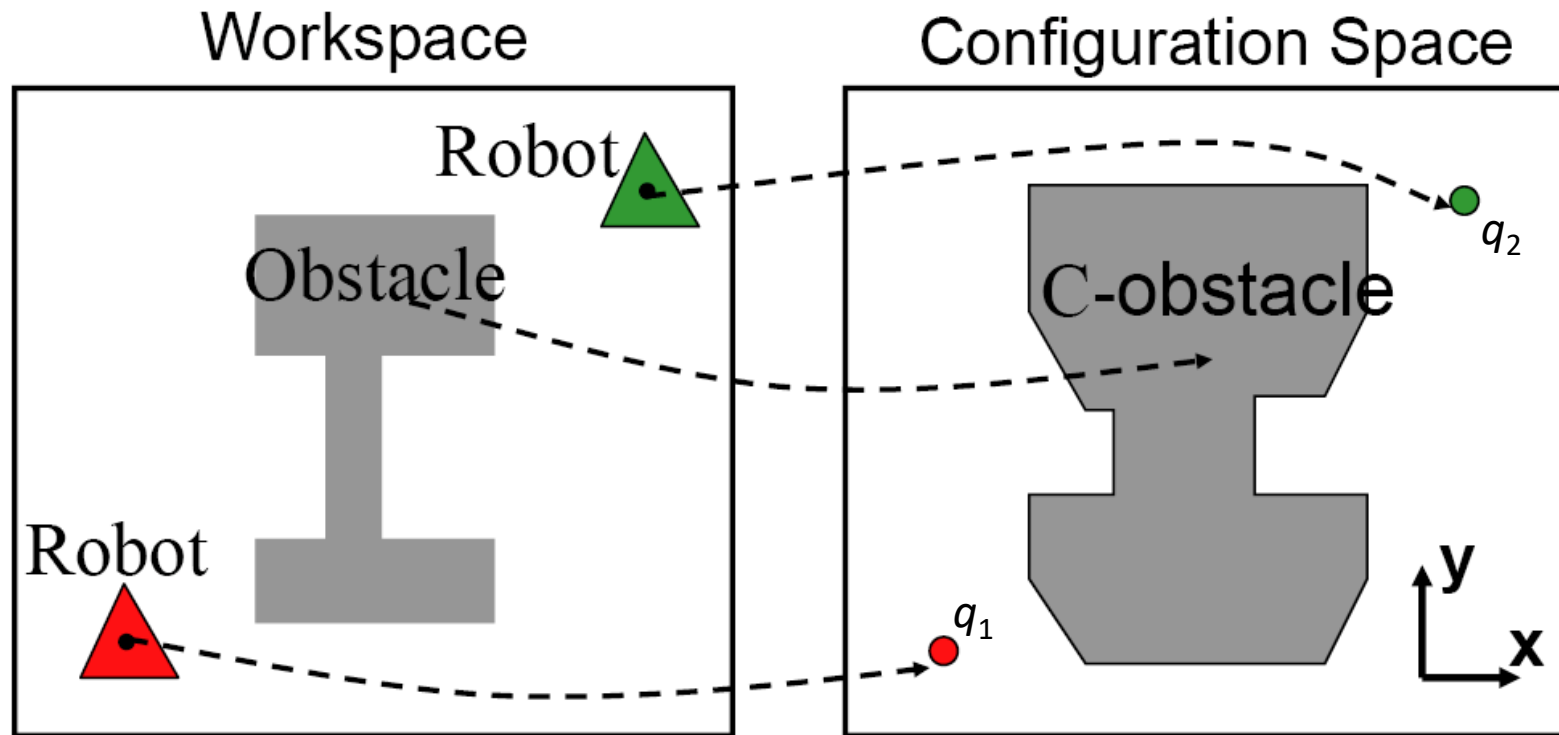 Workspace
Configuration Space
Robot
q2
Obstacle
C-obstacle
Robot
q1
y
x